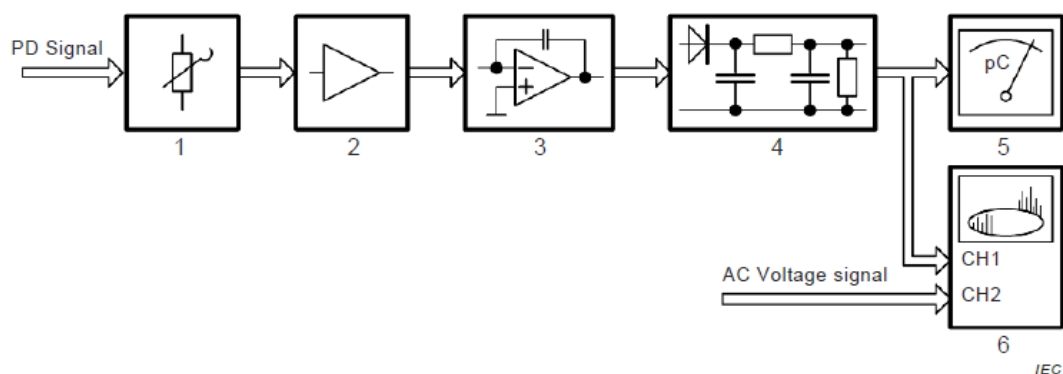 PD Signal
pC
1
2
3
4
5
CH1
AC Voltage signal
CH2
6
IEC